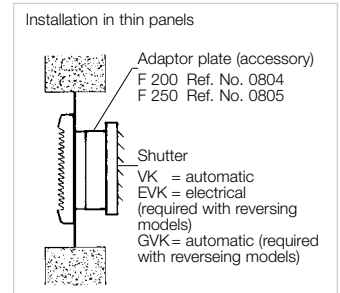 Installation in thin panels
Adaptor plate (accessory)
F 200 Ref. No. 0804
F 250 Ref. No. 0805
Shutter
VK = automatic
EVK = electrical
(required with reversing
models)
GVK = automatic (required
with reverseing models)